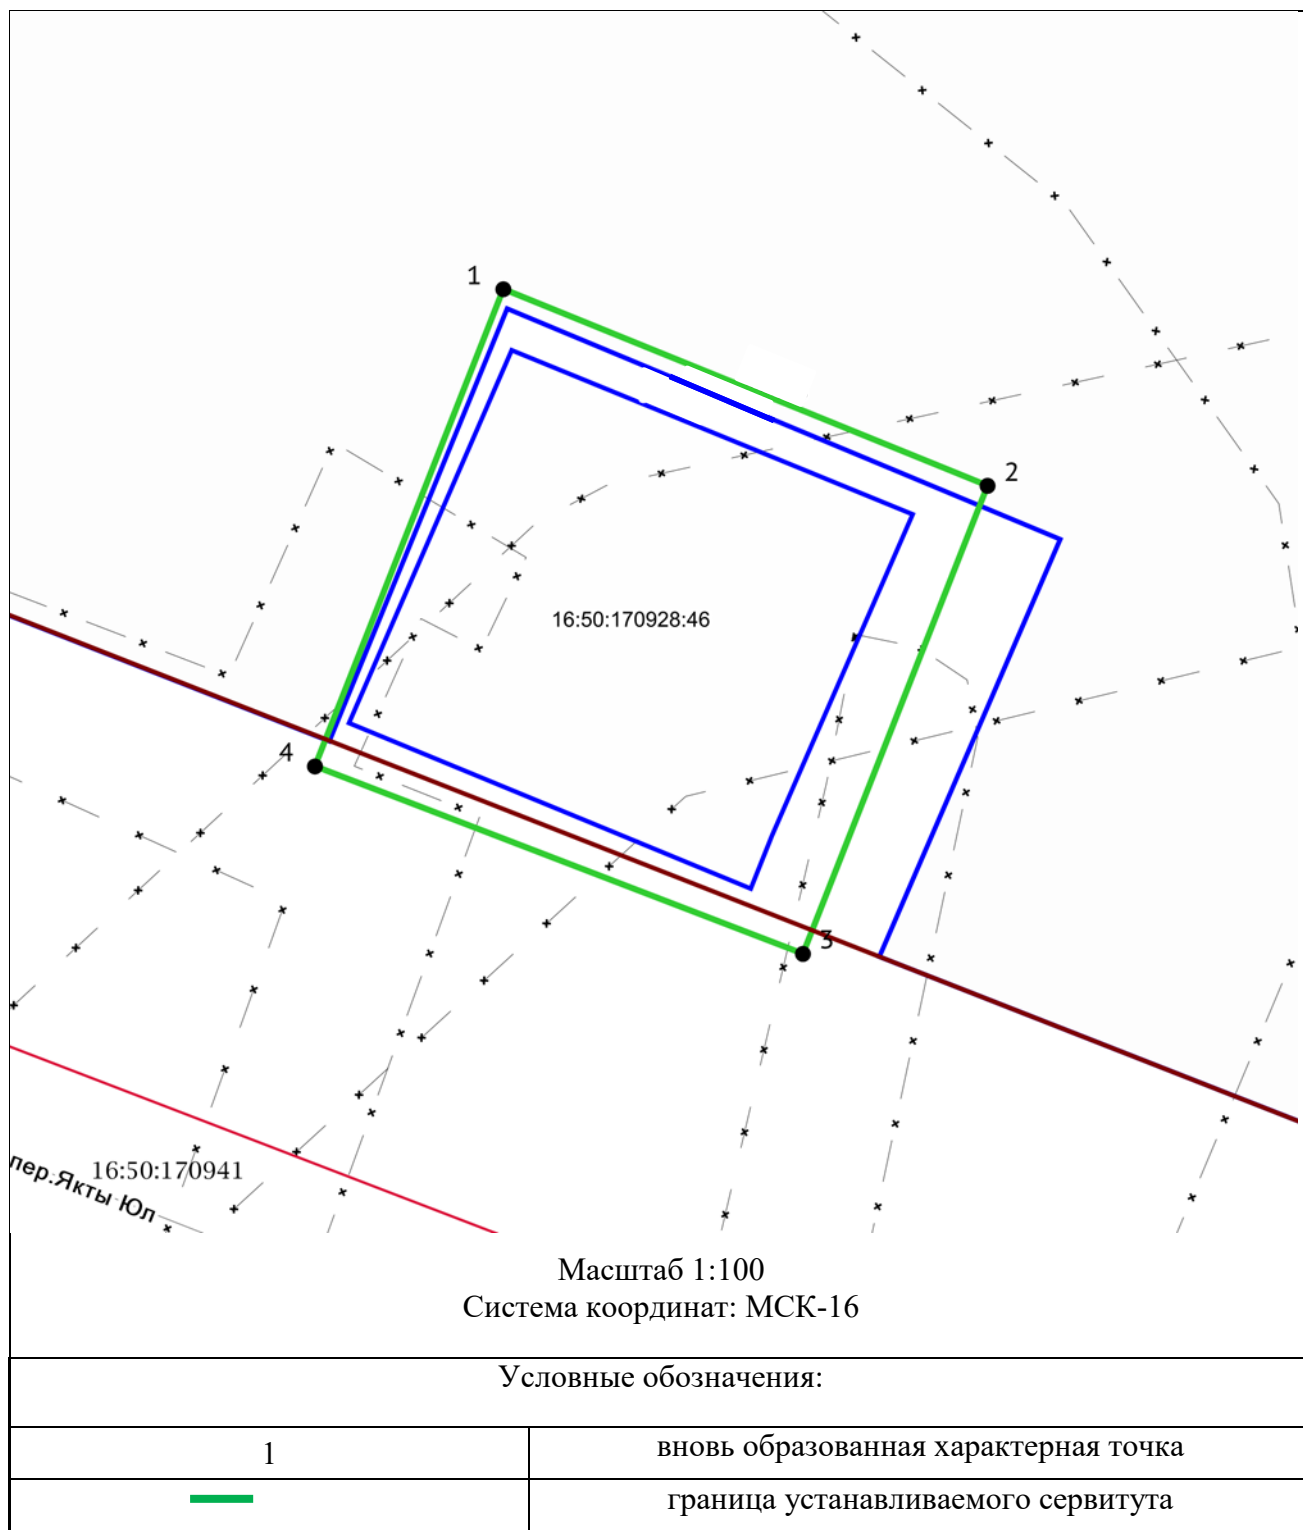 1
2
16:50:170928:46
4
3
16:50:170941
пер.Якты Юл
Масштаб 1:100
Система координат: МСК-16
Условные обозначения:
1
вновь образованная характерная точка
граница устанавливаемого сервитута